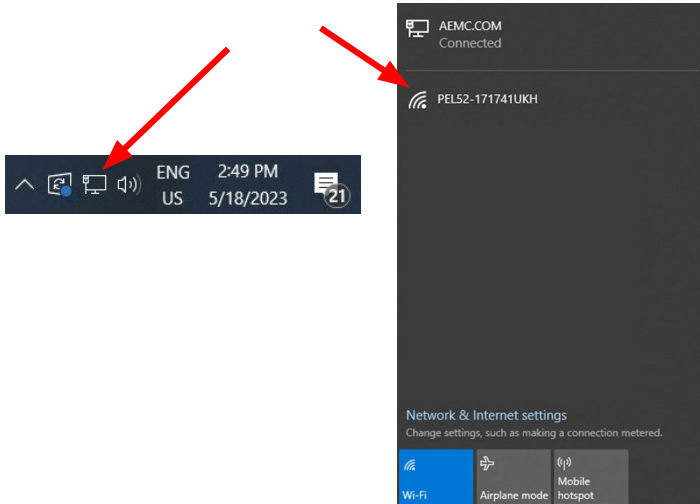 ENG
US
2:49 PM
5/18/2023
21
AEMC.COM
Connected
PEL52-171741UKH
Network & Internet settings
Change settings, such as making a connection metered.
Wi-Fi
Airplane mode
Mobile
hotspot